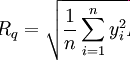 R_q = \sqrt{\frac{1}{n}\sum_{i=1}^{n} y_i^2}